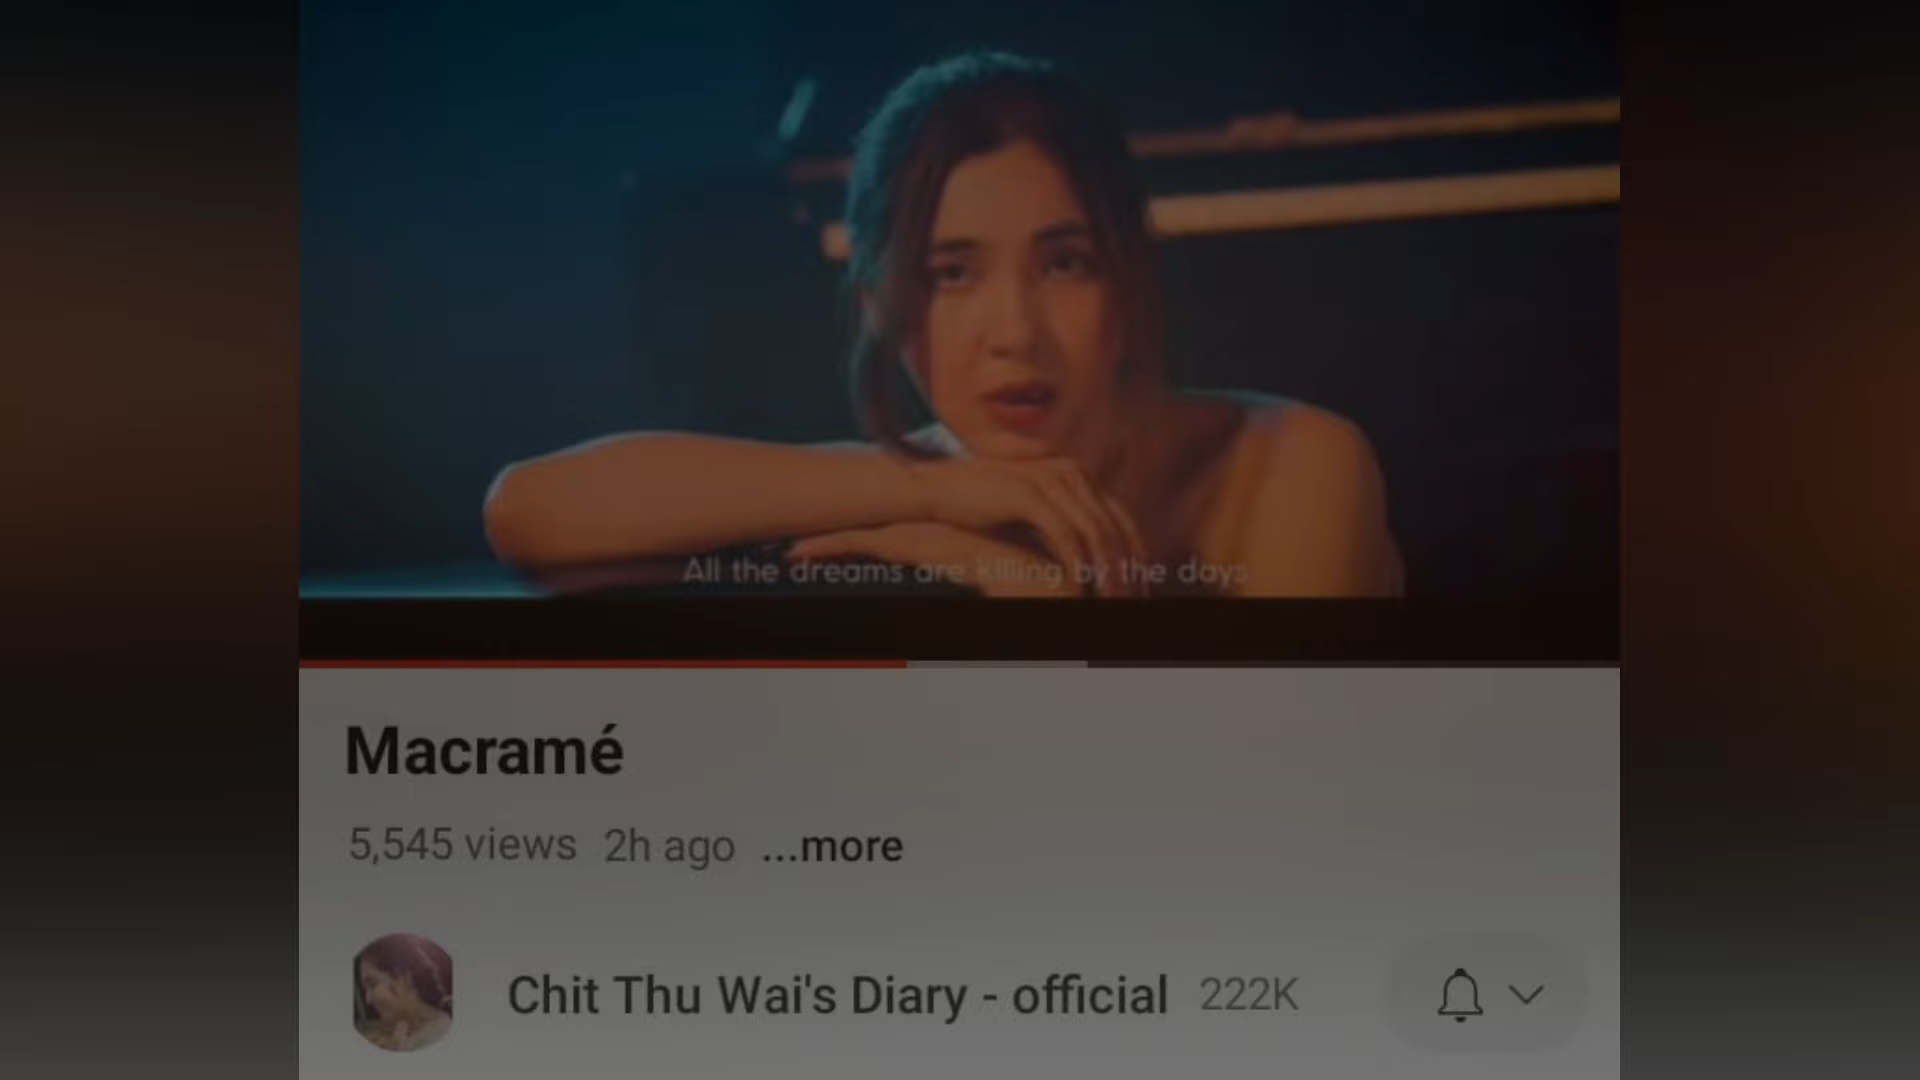 All the dreams are killing by the days
Macramé
5,545 views 2h ago ...more
Chit Thu Wai's Diary - official 222K